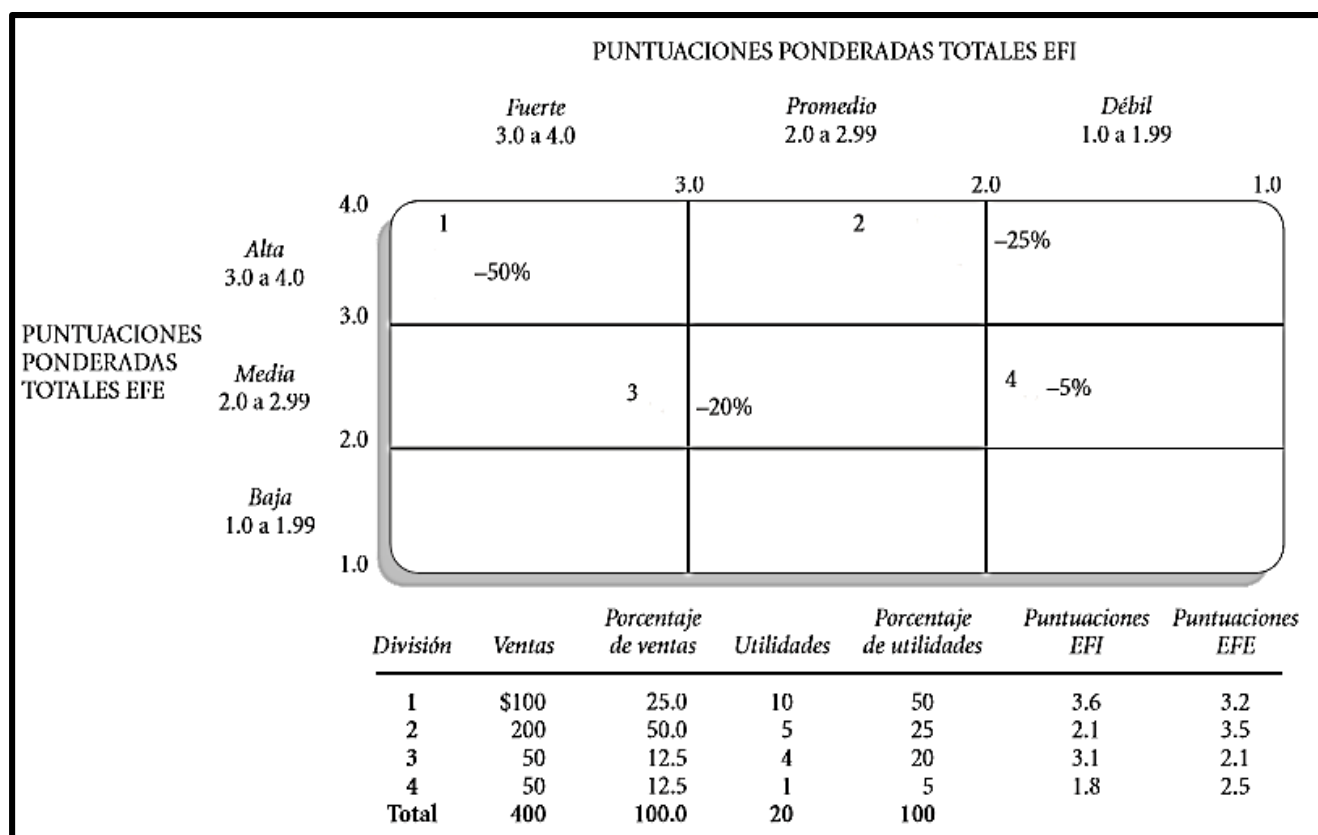 PUNTUACIONES PONDERADAS TOTALES EFI
Fuerte Promedio Débil
3.0 a 4.0 2.0 a 2.99 1.0 a 1.99
3.0 2.0 1.0
4.0
1 2
Alta
3.0 a 4.0
–50%
–25%
3.0
PUNTUACIONES
PONDERADAS
TOTALES EFE
Media
2.0 a 2.99
3
–20%
4 –5%
2.0
Baja
1.0 a 1.99
1.0
División Ventas Porcentaje de ventas Utilidades Porcentaje de utilidades Puntuaciones EFI Puntuaciones EFE
1 $100 25.0 10 50 3.6 3.2
2 200 50.0 5 25 2.1 3.5
3 50 12.5 4 20 3.1 2.1
4 50 12.5 1 5 1.8 2.5
Total 400 100.0 20 100